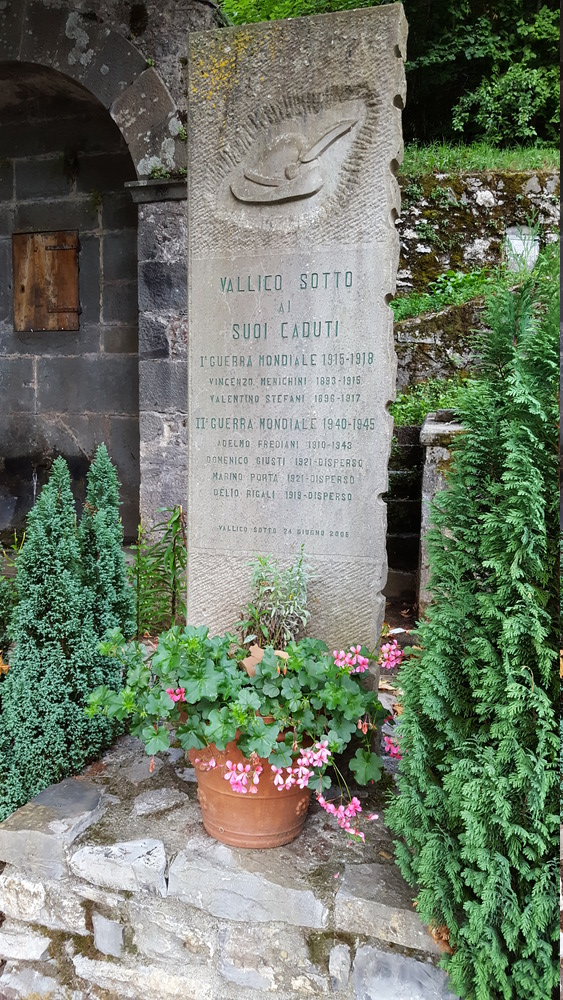 VALLICO SOTTO
AI
SUOI CADUTI
I° GUERRA MONDIALE 1915-1918
VINCENZO MENICHINI 1893-1915
VALENTINO STEFANI 1896-1917
II° GUERRA MONDIALE 1940-1945
ADELMO FREDIANI 1910-1943
DOMENICO GIUSTI 1921-DISPERSO
MARINO PORTA 1921-DISPERSO
DELIO RIGALI 1919-DISPERSO
VALLICO SOTTO 24 GIUGNO 2006